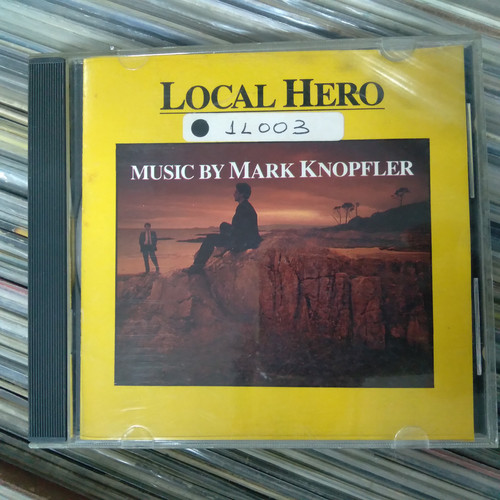 LOCAL HERO
1L003
MUSIC BY MARK KNOPFLER